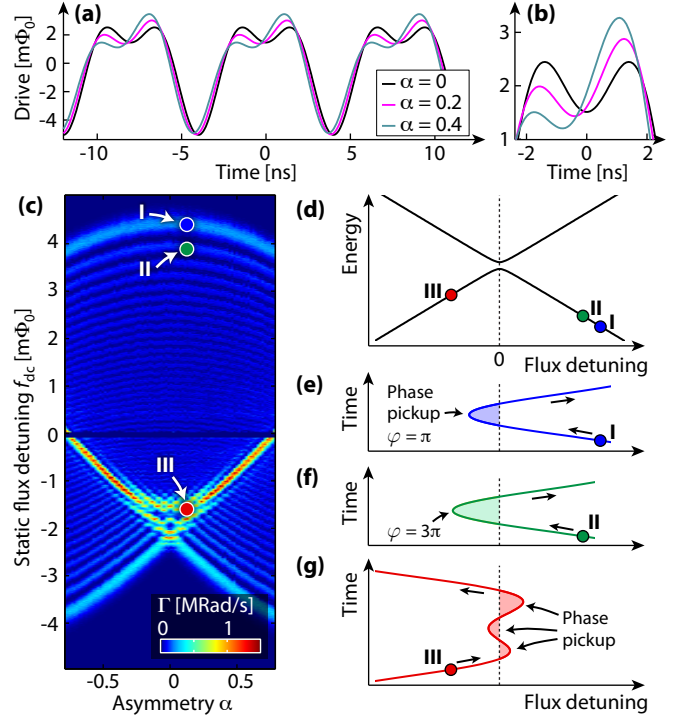 (a)
Drive [mΦ0]
2
0
-2
-4
-10
-5
0
5
10
Time [ns]
α = 0
α = 0.2
α = 0.4
(b)
3
2
1
-2
0
2
Time [ns]
(c)
Static flux detuning fdc [mΦ0]
4
3
2
1
0
-1
-2
-3
-4
I
II
III
Γ [MRad/s]
0
1
-0.5
0
0.5
Asymmetry α
(d)
Energy
III
II
I
0
Flux detuning
(e)
Time
Phase
pickup
φ = π
I
(f)
Time
φ = 3π
II
(g)
Time
Phase
pickup
III
Flux detuning